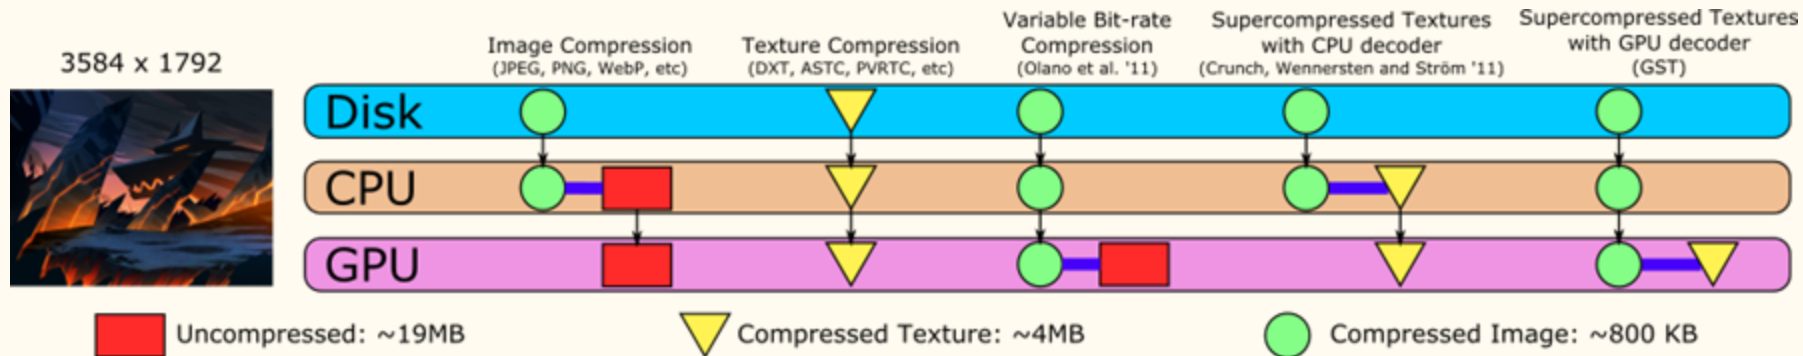 3584 x 1792
Image Compression
(JPEG, PNG, WebP, etc)
Texture Compression
(DXT, ASTC, PVRTC, etc)
Variable Bit-rate
Compression
(Olano et al. '11)
Supercompressed Textures
with CPU decoder
(Crunch, Wennersten and Ström '11)
Supercompressed Textures
with GPU decoder
(GST)
Disk
CPU
GPU
Uncompressed: ~19MB
Compressed Texture: ~4MB
Compressed Image: ~800 KB